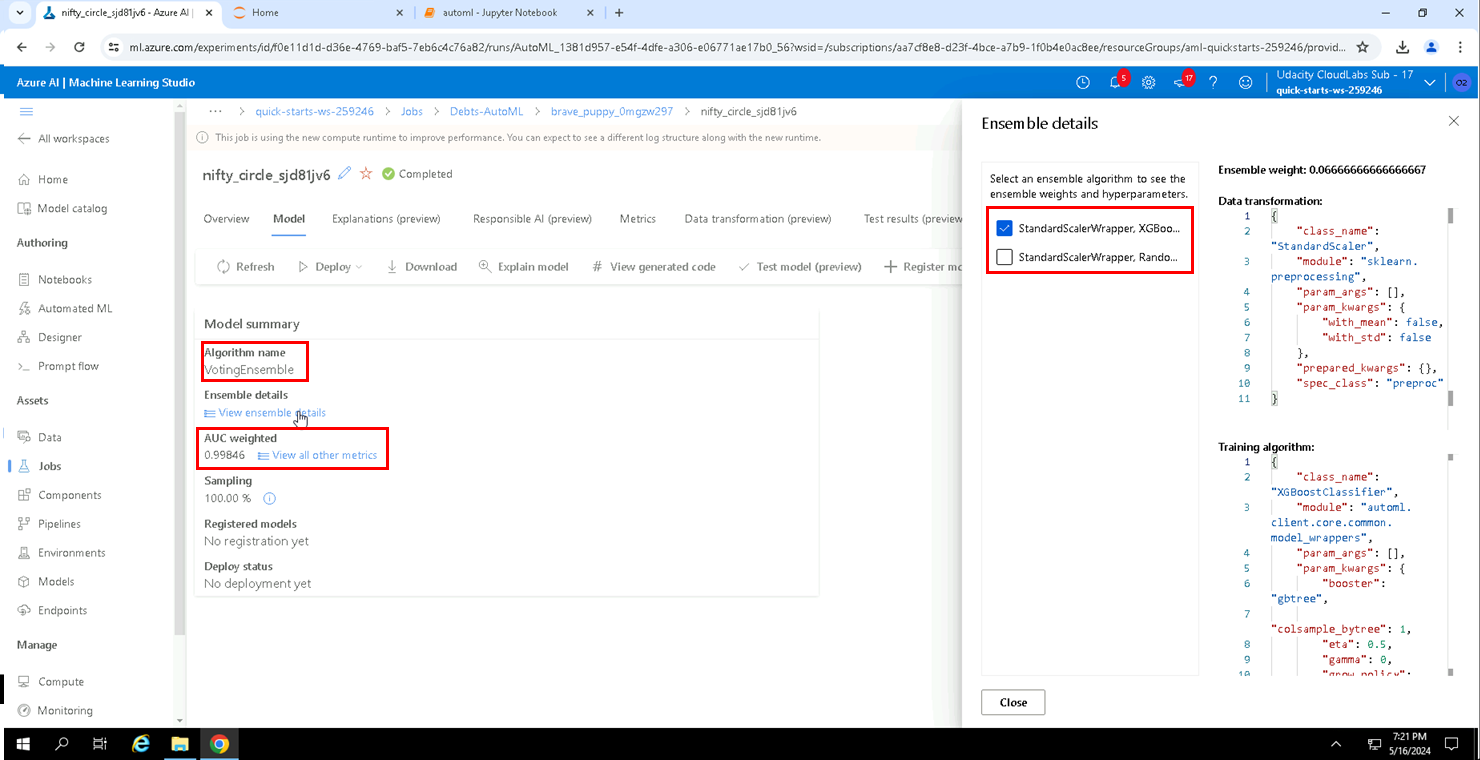 nifty_circle_sjd81jv6 - Azure AI |
Home
automl - Jupyter Notebook
ml.azure.com/experiments/id/f0e11d1d-d36e-4769-baf5-7eb6c4c76a82/runs/AutoML_1381d957-e54f-4dfe-a306-e06771ae17b0_56?wsid=/subscriptions/aa7cf8e8-d23f-4bce-a7b9-1f0b4e0ac8ee/resourceGroups/aml-quickstarts-259246/provid...
Azure AI | Machine Learning Studio
5
17
Udacity CloudLabs Sub - 17
quick-starts-ws-259246
O2
All workspaces
Home
Model catalog
Authoring
Notebooks
Automated ML
Designer
Prompt flow
Assets
Data
Jobs
Components
Pipelines
Environments
Models
Endpoints
Manage
Compute
Monitoring
··· > quick-starts-ws-259246 > Jobs > Debts-AutoML > brave_puppy_0mgzw297 > nifty_circle_sjd81jv6
This job is using the new compute runtime to improve performance. You can expect to see a different log structure along with the new runtime.
nifty_circle_sjd81jv6 Completed
Overview Model Explanations (preview) Responsible AI (preview) Metrics Data transformation (preview) Test results (preview
Refresh Deploy Download Explain model View generated code Test model (preview) Register mo
Model summary
Algorithm name
VotingEnsemble
Ensemble details
View ensemble details
AUC weighted
0.99846 View all other metrics
Sampling
100.00 %
Registered models
No registration yet
Deploy status
No deployment yet
Ensemble details
Select an ensemble algorithm to see the
ensemble weights and hyperparameters.
StandardScalerWrapper, XGBoo...
StandardScalerWrapper, Rando...
Close
Ensemble weight: 0.06666666666666667
Data transformation:
1 {
2 "class_name":
"StandardScaler",
3 "module": "sklearn.
preprocessing",
4 "param_args": [],
5 "param_kwargs": {
6 "with_mean": false,
7 "with_std": false
8 },
9 "prepared_kwargs": {},
10 "spec_class": "preproc"
11 }
Training algorithm:
1 {
2 "class_name":
"XGBoostClassifier",
3 "module": "automl.
client.core.common.
model_wrappers",
4 "param_args": [],
5 "param_kwargs": {
6 "booster":
"gbtree",
7
"colsample_bytree": 1,
8 "eta": 0.5,
9 "gamma": 0,
10 "grow_policy":
7:21 PM
5/16/2024